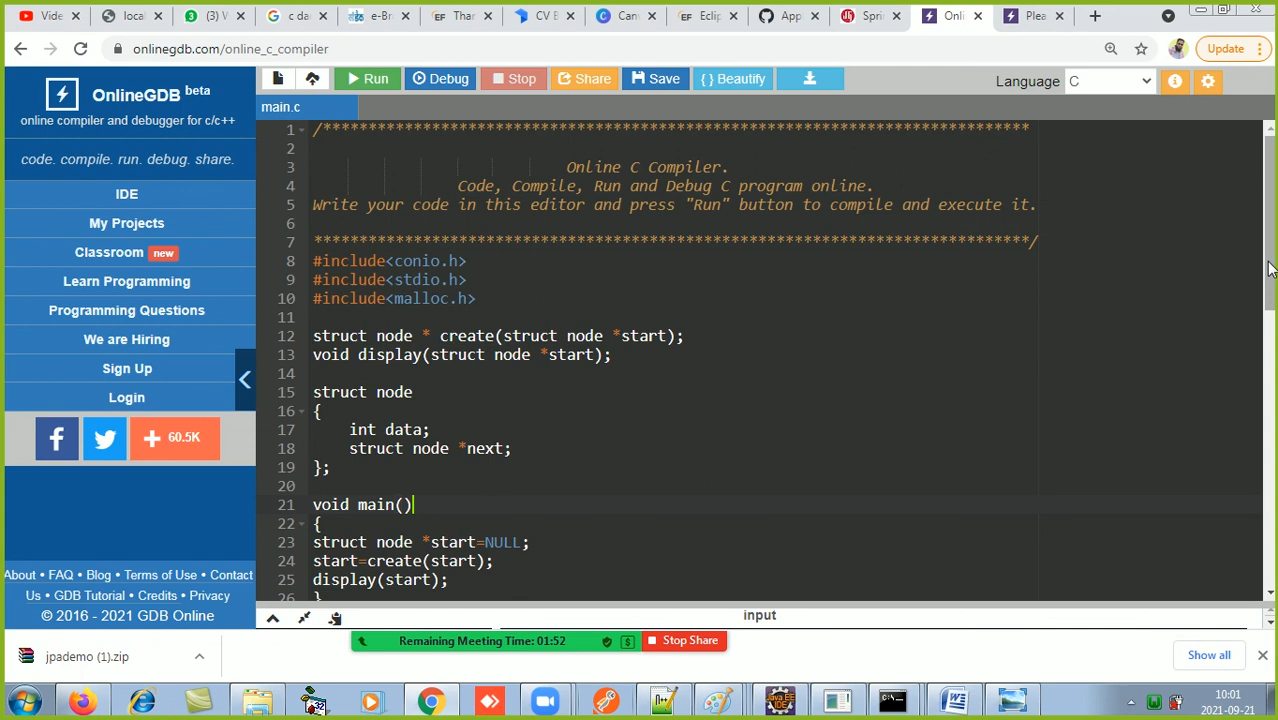 Vide
local
(3) W
c da
e-Br
Thar
CV B
Canv
Eclip
App
Sprin
Onli
Plea
onlinegdb.com/online_c_compiler
Update
OnlineGDB beta
online compiler and debugger for c/c++
code. compile. run. debug. share.
IDE
My Projects
Classroom new
Learn Programming
Programming Questions
We are Hiring
Sign Up
Login
60.5K
About • FAQ • Blog • Terms of Use • Contact
Us • GDB Tutorial • Credits • Privacy
© 2016 - 2021 GDB Online
Run
Debug
Stop
Share
Save
{ } Beautify
Language C
main.c
1 /******************************************************************************
2
3 Online C Compiler.
4 Code, Compile, Run and Debug C program online.
5 Write your code in this editor and press "Run" button to compile and execute it.
6
7 *******************************************************************************/
8 #include<conio.h>
9 #include<stdio.h>
10 #include<malloc.h>
11
12 struct node * create(struct node *start);
13 void display(struct node *start);
14
15 struct node
16 {
17 int data;
18 struct node *next;
19 };
20
21 void main()
22 {
23 struct node *start=NULL;
24 start=create(start);
25 display(start);
26 }
input
Remaining Meeting Time: 01:52
Stop Share
jpademo (1).zip
Show all
10:01
2021-09-21